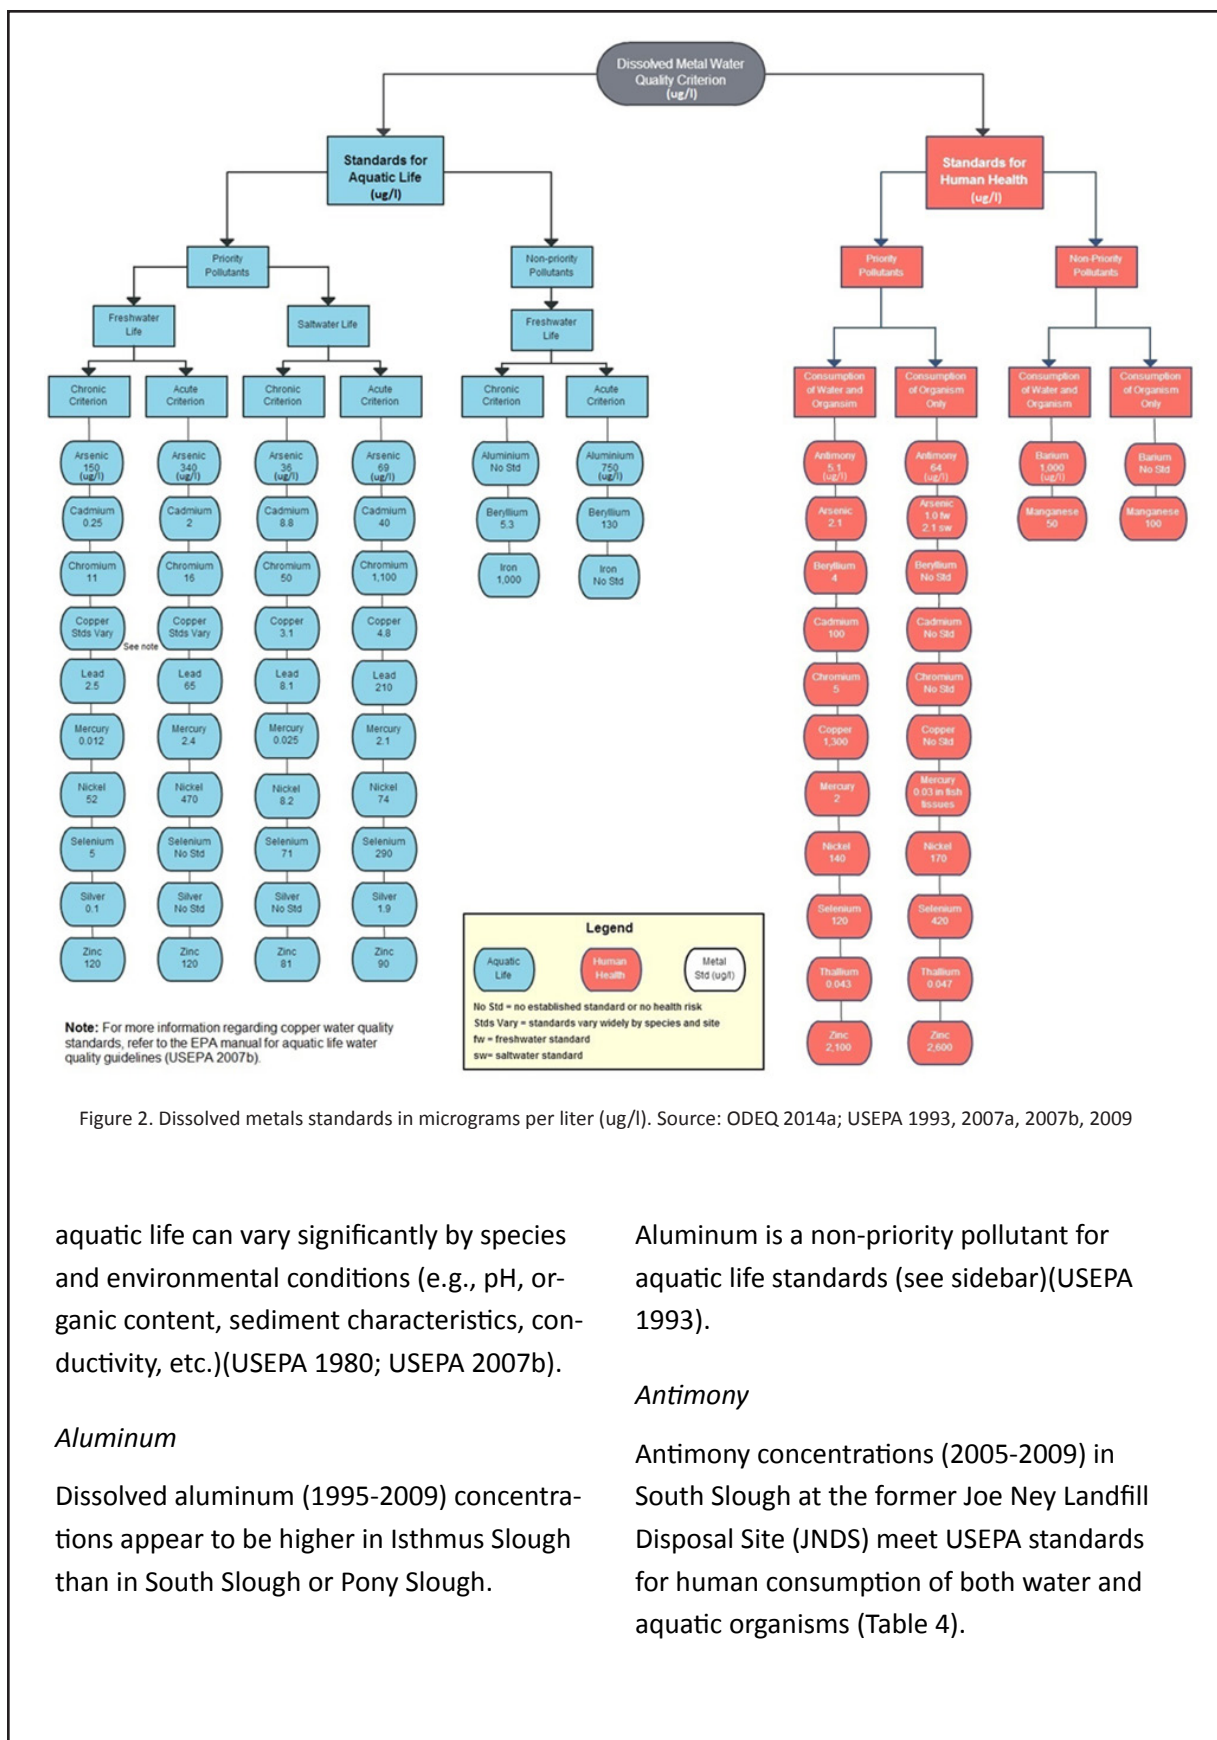 Dissolved Metal Water
Quality Criterion
(ug/l)
Standards for
Aquatic Life
(ug/l)
Standards for
Human Health
(ug/l)
Priority
Pollutants
Non-priority
Pollutants
Priority
Pollutants
Non-Priority
Pollutants
Freshwater
Life
Saltwater Life
Freshwater
Life
Chronic
Criterion
Acute
Criterion
Chronic
Criterion
Acute
Criterion
Chronic
Criterion
Acute
Criterion
Consumption
of Water and
Organsim
Consumption
of Organism
Only
Consumption
of Water and
Organism
Consumption
of Organism
Only
Arsenic
150
(ug/l)
Cadmium
0.25
Chromium
11
Copper
Stds Vary
See note
Lead
2.5
Mercury
0.012
Nickel
52
Selenium
5
Silver
0.1
Zinc
120
Arsenic
340
(ug/l)
Cadmium
2
Chromium
16
Copper
Stds Vary
Lead
65
Mercury
2.4
Nickel
470
Selenium
No Std
Silver
No Std
Zinc
120
Arsenic
36
(ug/l)
Cadmium
8.8
Chromium
50
Copper
3.1
Lead
8.1
Mercury
0.025
Nickel
8.2
Selenium
71
Silver
No Std
Zinc
81
Arsenic
69
(ug/l)
Cadmium
40
Chromium
1,100
Copper
4.8
Lead
210
Mercury
2.1
Nickel
74
Selenium
290
Silver
1.9
Zinc
90
Aluminium
No Std
Beryllium
5.3
Iron
1,000
Aluminium
750
(ug/l)
Beryllium
130
Iron
No Std
Antimony
5.1
(ug/l)
Arsenic
2.1
Beryllium
4
Cadmium
100
Chromium
5
Copper
1,300
Mercury
2
Nickel
140
Selenium
120
Thallium
0.043
Zinc
2,100
Antimony
64
(ug/l)
Arsenic
1.0 fw
2.1 sw
Beryllium
No Std
Cadmium
No Std
Chromium
No Std
Copper
No Std
Mercury
0.03 in fish
tissues
Nickel
170
Selenium
420
Thallium
0.047
Zinc
2,600
Barium
1,000
(ug/l)
Manganese
50
Barium
No Std
Manganese
100
Legend
Aquatic
Life
Human
Health
Metal
Std (ug/l)
No Std = no established standard or no health risk
Stds Vary = standards vary widely by species and site
fw = freshwater standard
sw= saltwater standard
Note: For more information regarding copper water quality
standards, refer to the EPA manual for aquatic life water
quality guidelines (USEPA 2007b).
Figure 2. Dissolved metals standards in micrograms per liter (ug/l). Source: ODEQ 2014a; USEPA 1993, 2007a, 2007b, 2009
aquatic life can vary significantly by species
and environmental conditions (e.g., pH, or-
ganic content, sediment characteristics, con-
ductivity, etc.)(USEPA 1980; USEPA 2007b).
Aluminum
Dissolved aluminum (1995-2009) concentra-
tions appear to be higher in Isthmus Slough
than in South Slough or Pony Slough.
Aluminum is a non-priority pollutant for
aquatic life standards (see sidebar)(USEPA
1993).
Antimony
Antimony concentrations (2005-2009) in
South Slough at the former Joe Ney Landfill
Disposal Site (JNDS) meet USEPA standards
for human consumption of both water and
aquatic organisms (Table 4).